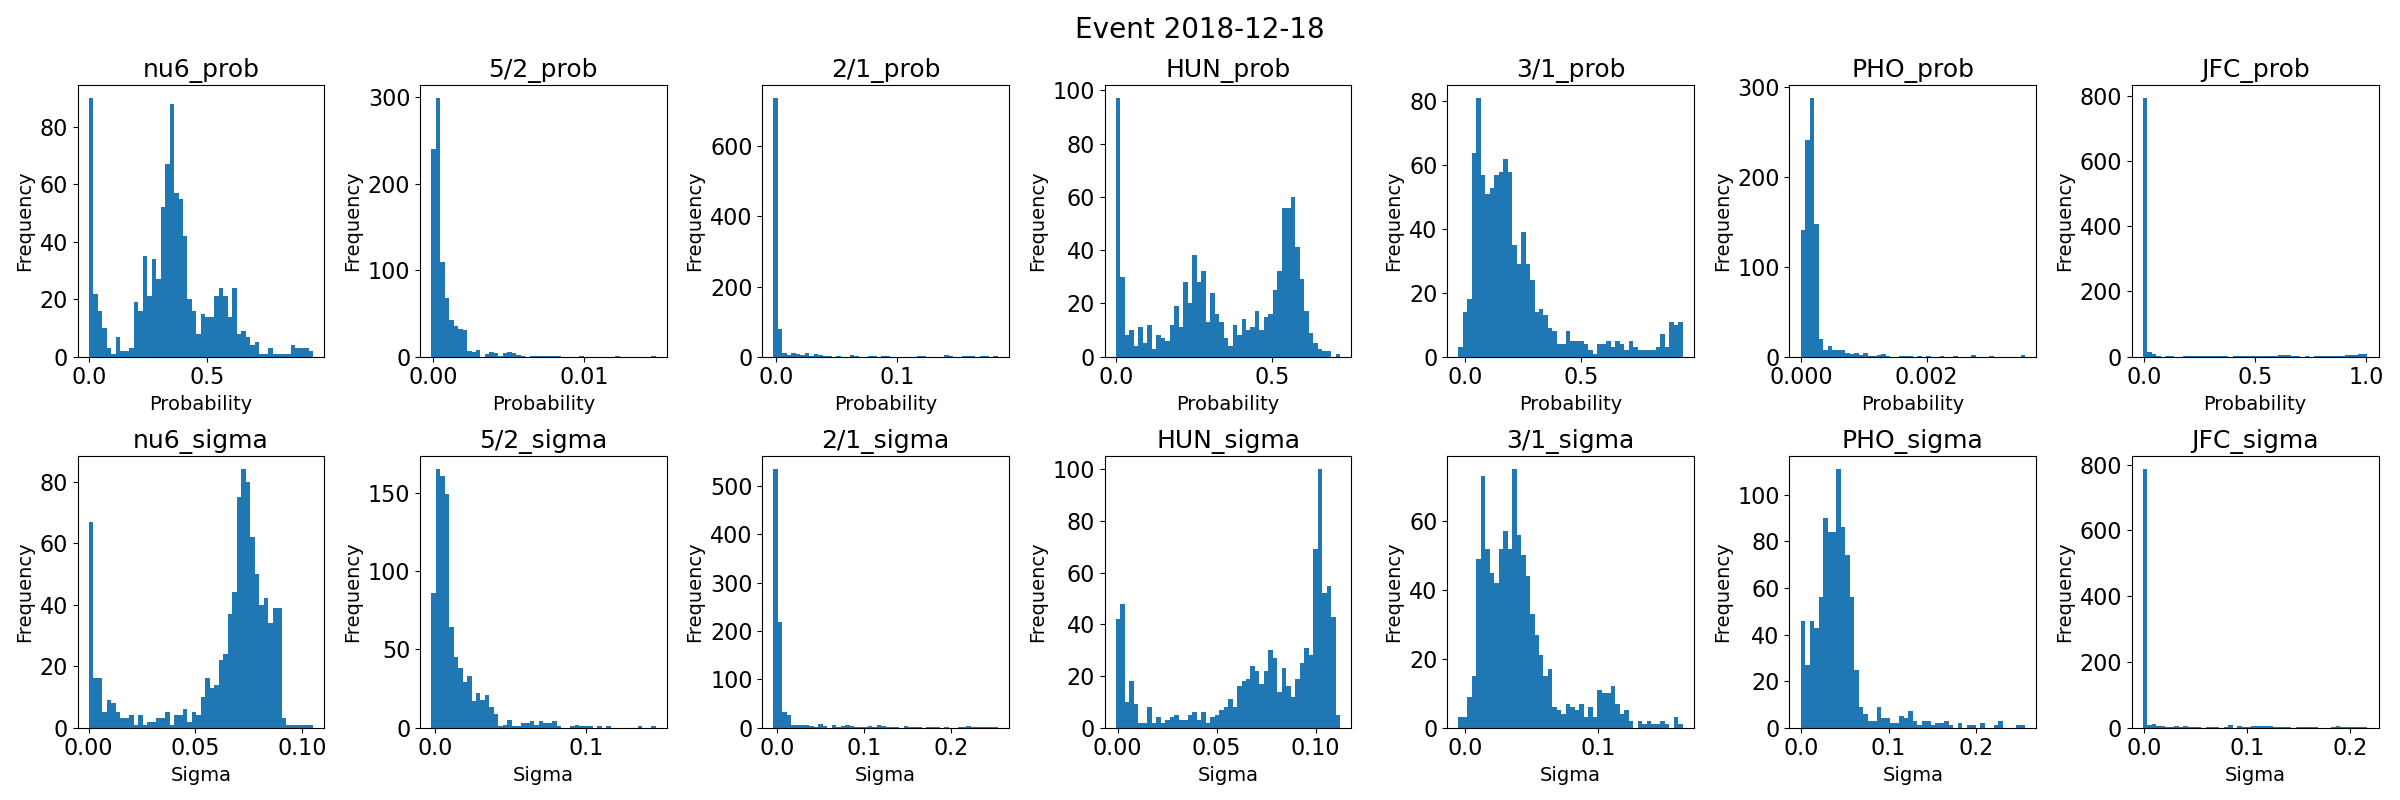 Event 2018-12-18
nu6_prob 5/2_prob 2/1_prob HUN_prob 3/1_prob PHO_prob JFC_prob
Frequency 0 20 40 60 80 0.0 0.5 Probability
Frequency 0 100 200 300 0.00 0.01 Probability
Frequency 0 200 400 600 0.0 0.1 Probability
Frequency 0 20 40 60 80 100 0.0 0.5 Probability
Frequency 0 20 40 60 80 0.0 0.5 Probability
Frequency 0 100 200 300 0.000 0.002 Probability
Frequency 0 200 400 600 800 0.0 0.5 1.0 Probability
nu6_sigma 5/2_sigma 2/1_sigma HUN_sigma 3/1_sigma PHO_sigma JFC_sigma
Frequency 0 20 40 60 80 0.00 0.05 0.10 Sigma
Frequency 0 50 100 150 0.0 0.1 Sigma
Frequency 0 100 200 300 400 500 0.0 0.1 0.2 Sigma
Frequency 0 20 40 60 80 100 0.00 0.05 0.10 Sigma
Frequency 0 20 40 60 0.0 0.1 Sigma
Frequency 0 20 40 60 80 100 0.0 0.1 0.2 Sigma
Frequency 0 200 400 600 800 0.0 0.1 0.2 Sigma